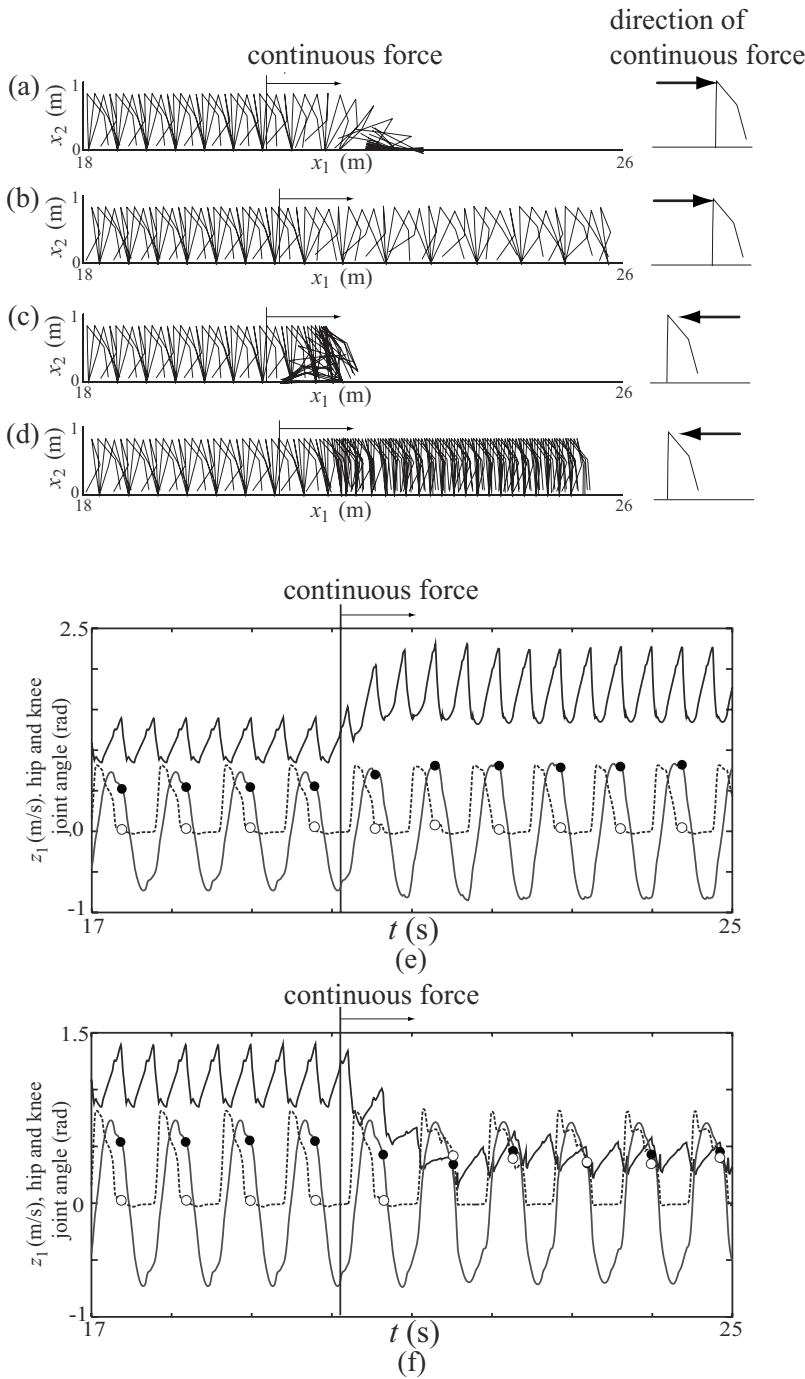 continuous force
direction of
continuous force
(a)
x2 (m)
1
0
18
x1 (m)
26
(b)
x2 (m)
1
0
18
x1 (m)
26
(c)
x2 (m)
1
0
18
x1 (m)
26
(d)
x2 (m)
1
0
18
x1 (m)
26
continuous force
2.5
0
-1
z1 (m/s). hip and knee
joint angle (rad)
17
t (s)
25
(e)
continuous force
1.5
0
-1
z1 (m/s), hip and knee
joint angle (rad)
17
t (s)
25
(f)